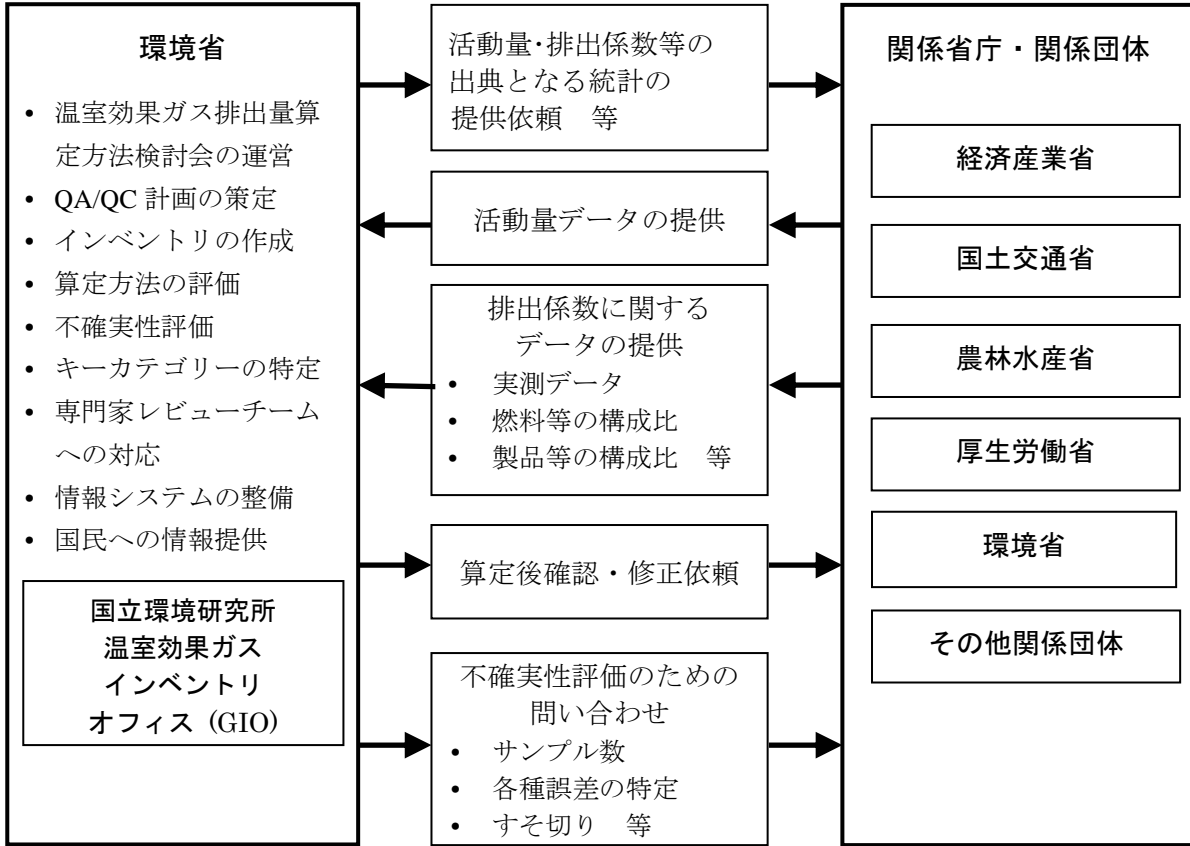 環境省
• 温室効果ガス排出量算
定方法検討会の運営
• QA/QC 計画の策定
• インベントリの作成
• 算定方法の評価
• 不確実性評価
• キーカテゴリーの特定
• 専門家レビューチーム
への対応
• 情報システムの整備
• 国民への情報提供
国立環境研究所
温室効果ガス
インベントリ
オフィス (GIO)
活動量・排出係数等の
出典となる統計の
提供依頼　等
活動量データの提供
排出係数に関する
データの提供
• 実測データ
• 燃料等の構成比
• 製品等の構成比　等
算定後確認・修正依頼
不確実性評価のための
問い合わせ
• サンプル数
• 各種誤差の特定
• すそ切り　等
関係省庁・関係団体
経済産業省
国土交通省
農林水産省
厚生労働省
環境省
その他関係団体